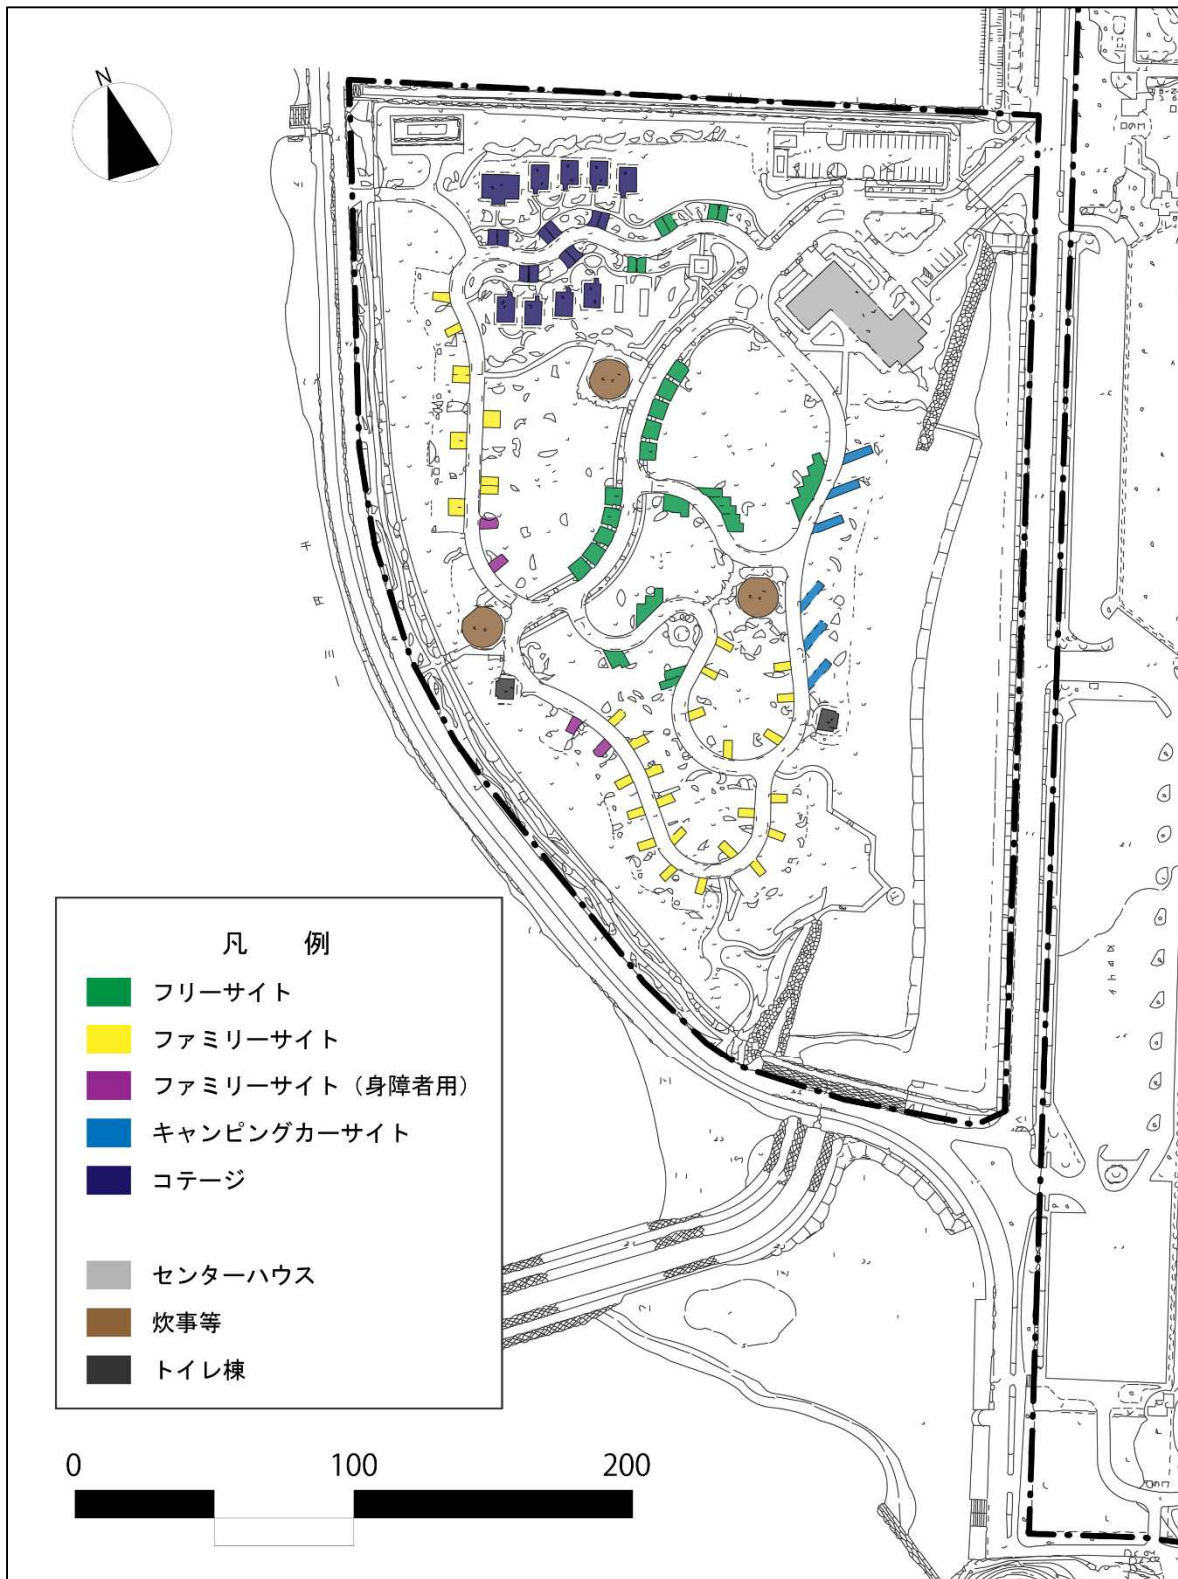 N
凡 例
フリーサイト
ファミリーサイト
ファミリーサイト（身障者用）
キャンピングカーサイト
コテージ
センターハウス
炊事等
トイレ棟
0 100 200